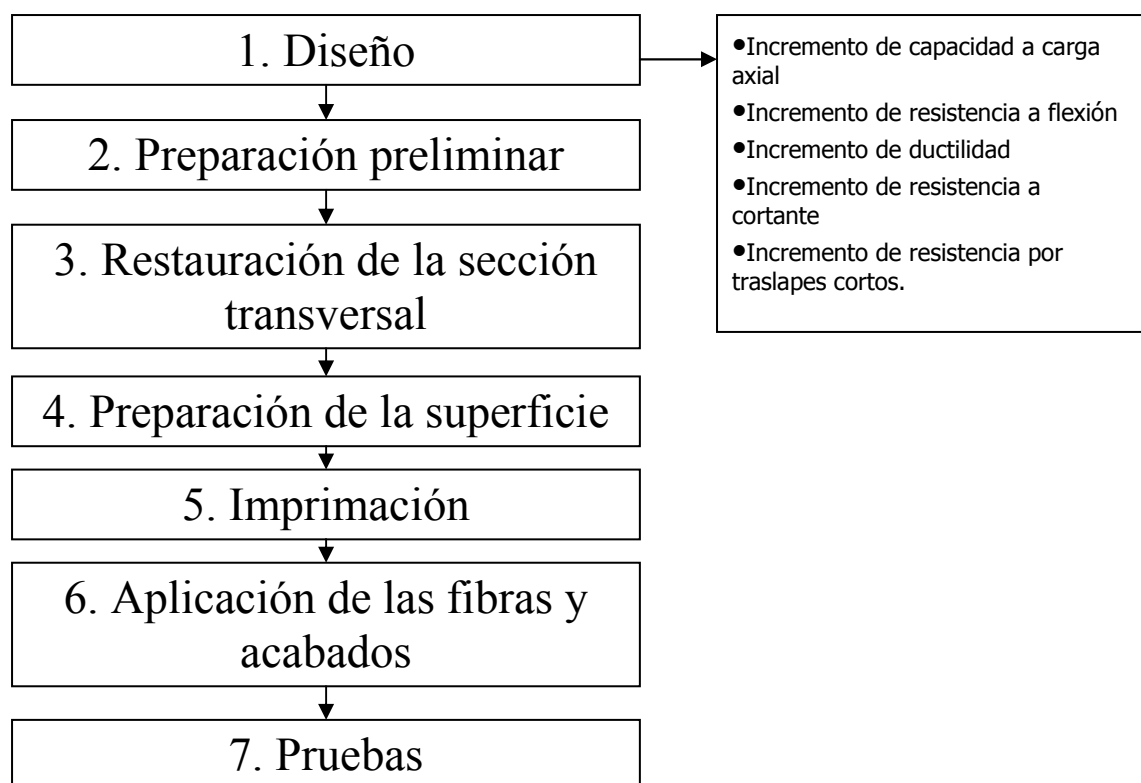 1. Diseño
2. Preparación preliminar
3. Restauración de la sección
transversal
4. Preparación de la superficie
5. Imprimación
6. Aplicación de las fibras y
acabados
7. Pruebas
●Incremento de capacidad a carga
axial
●Incremento de resistencia a flexión
●Incremento de ductilidad
●Incremento de resistencia a
cortante
●Incremento de resistencia por
traslapes cortos.